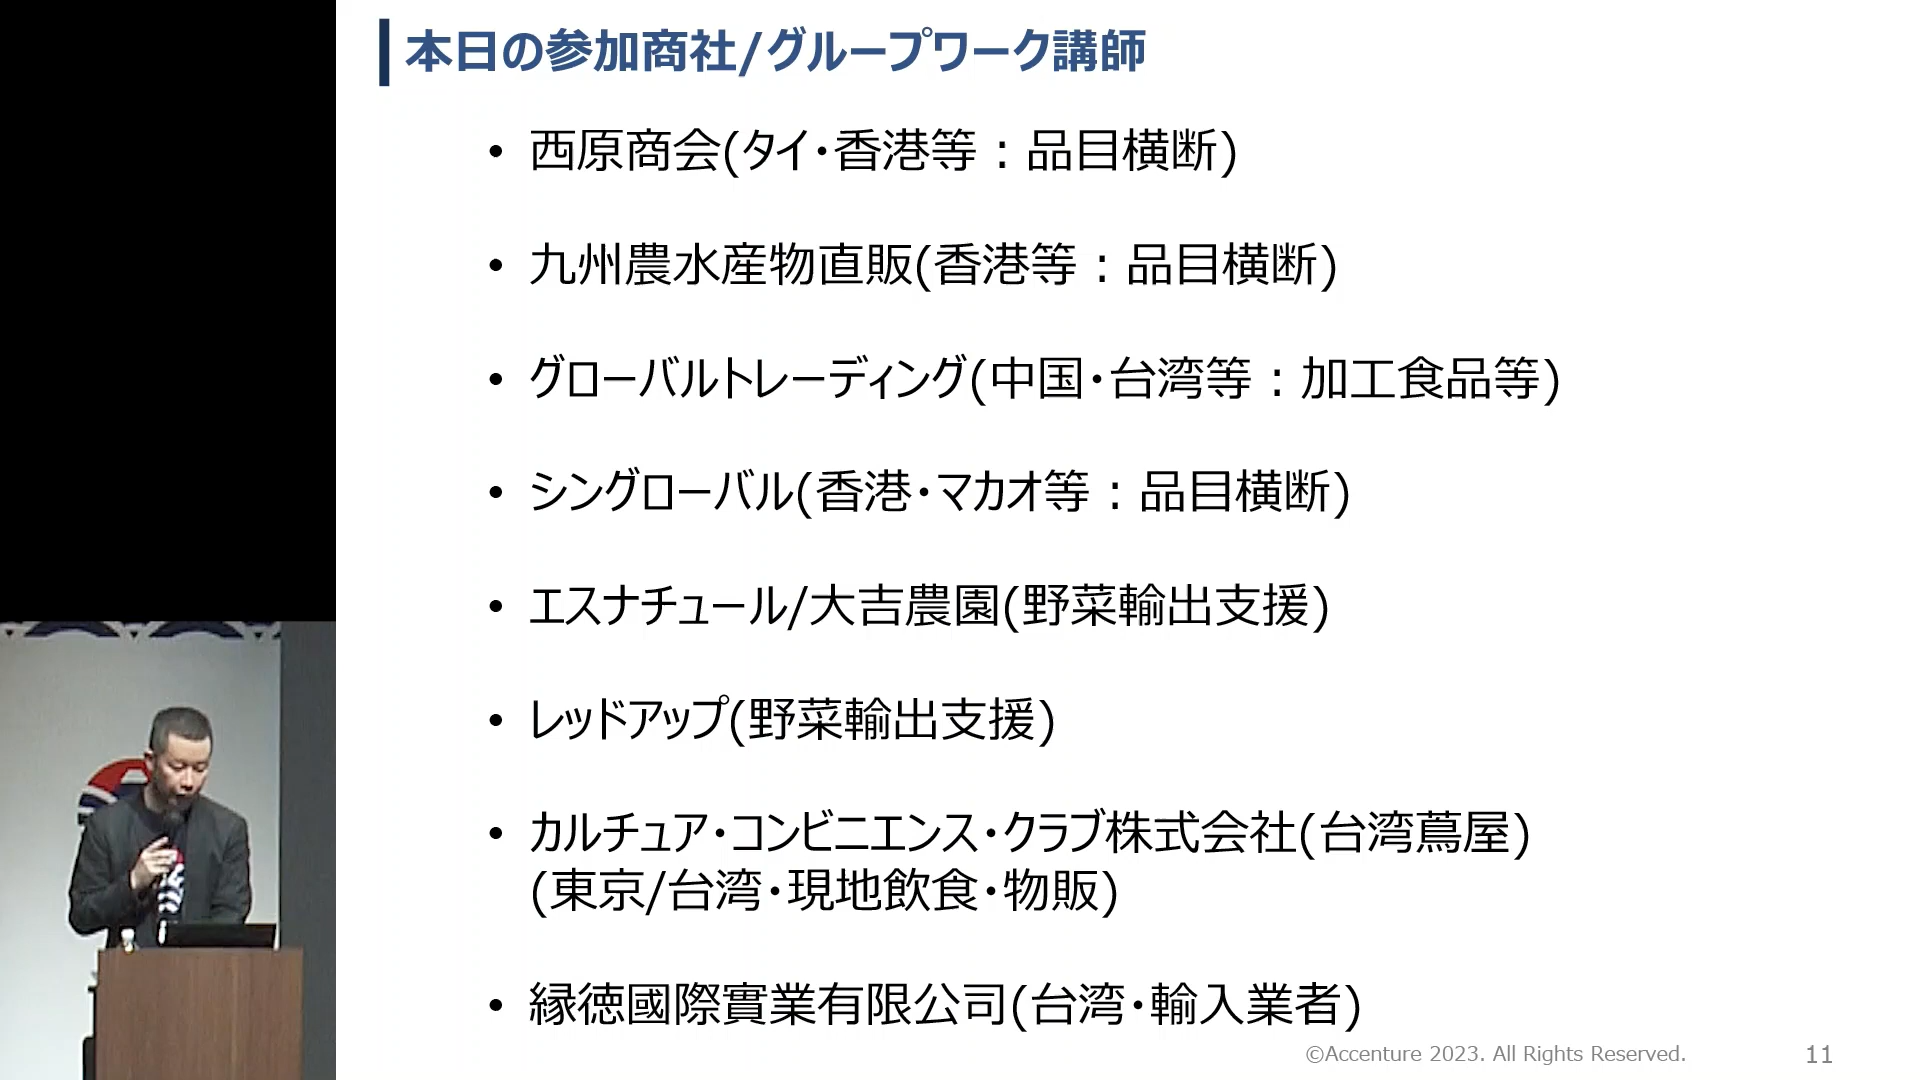 本日の参加商社/グループワーク講師
• 西原商会(タイ・香港等：品目横断)
• 九州農水産物直販(香港等：品目横断)
• グローバルトレーディング(中国・台湾等：加工食品等)
• シングローバル(香港・マカオ等：品目横断)
• エスナチュール/大吉農園(野菜輸出支援)
• レッドアップ(野菜輸出支援)
• カルチュア・コンビニエンス・クラブ株式会社(台湾蔦屋)
(東京/台湾・現地飲食・物販)
• 縁徳國際實業有限公司(台湾・輸入業者)
©Accenture 2023. All Rights Reserved.
11